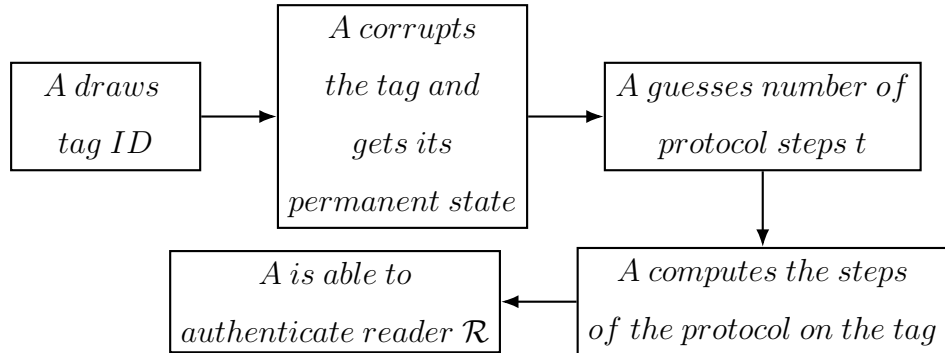 A draws
tag ID
A corrupts
the tag and
gets its
permanent state
A guesses number of
protocol steps t
A computes the steps
of the protocol on the tag
A is able to
authenticate reader ℛ